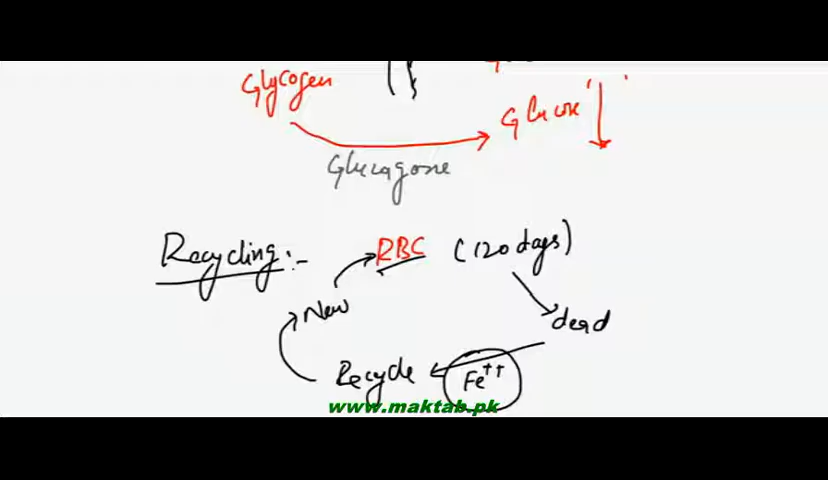 Glycogen
Glucose
Glucagone
Recycling:-
RBC (120 days)
New
dead
Recycle
Fe++
www.maktab.pk